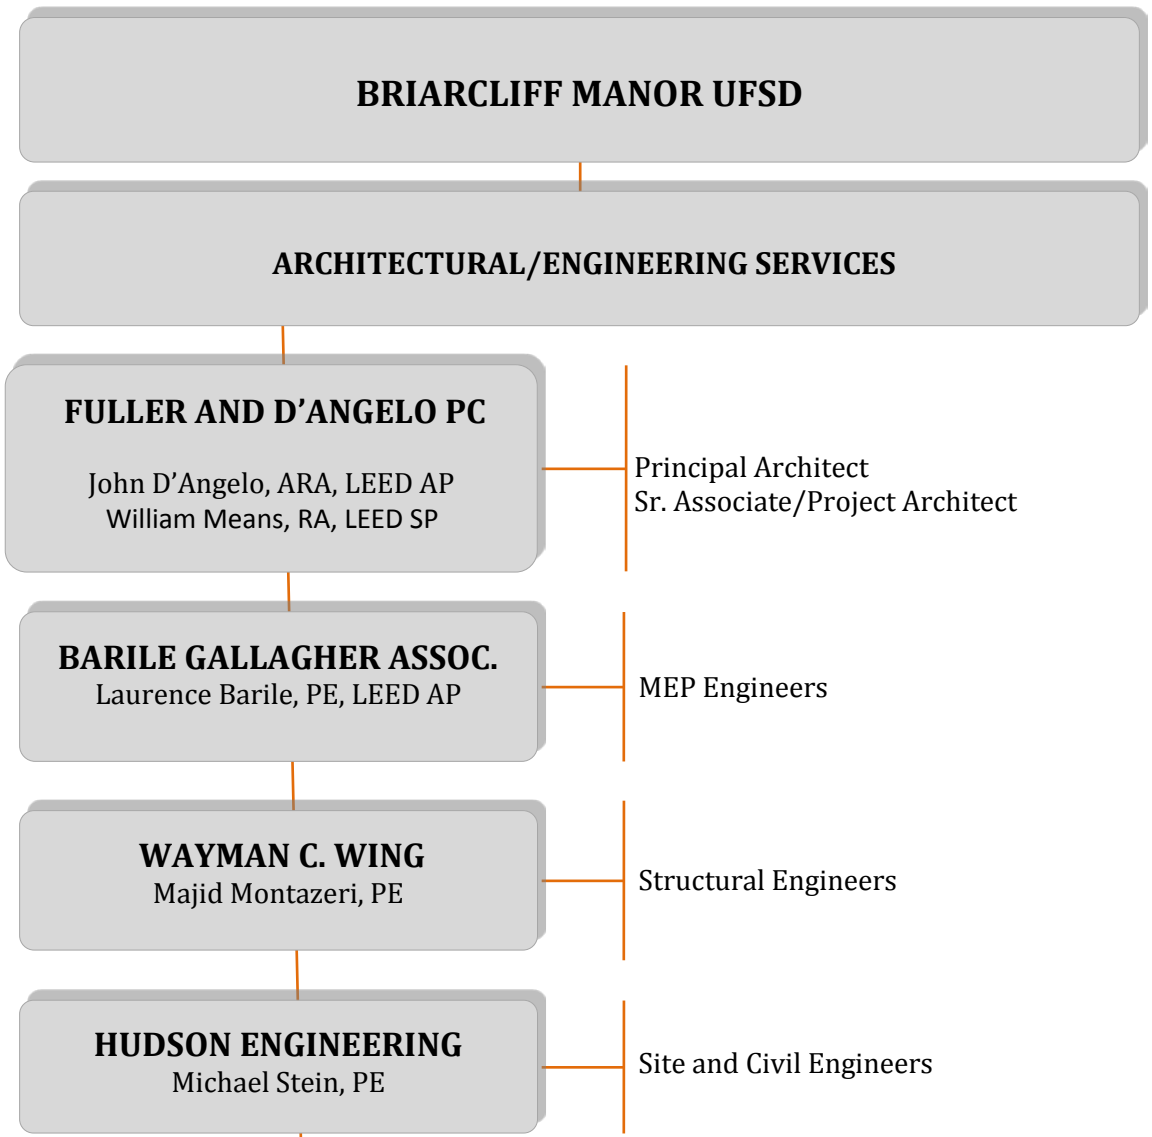 BRIARCLIFF MANOR UFSD
ARCHITECTURAL/ENGINEERING SERVICES
FULLER AND D’ANGELO PC
John D’Angelo, ARA, LEED AP
William Means, RA, LEED SP
Principal Architect
Sr. Associate/Project Architect
BARILE GALLAGHER ASSOC.
Laurence Barile, PE, LEED AP
MEP Engineers
WAYMAN C. WING
Majid Montazeri, PE
Structural Engineers
HUDSON ENGINEERING
Michael Stein, PE
Site and Civil Engineers